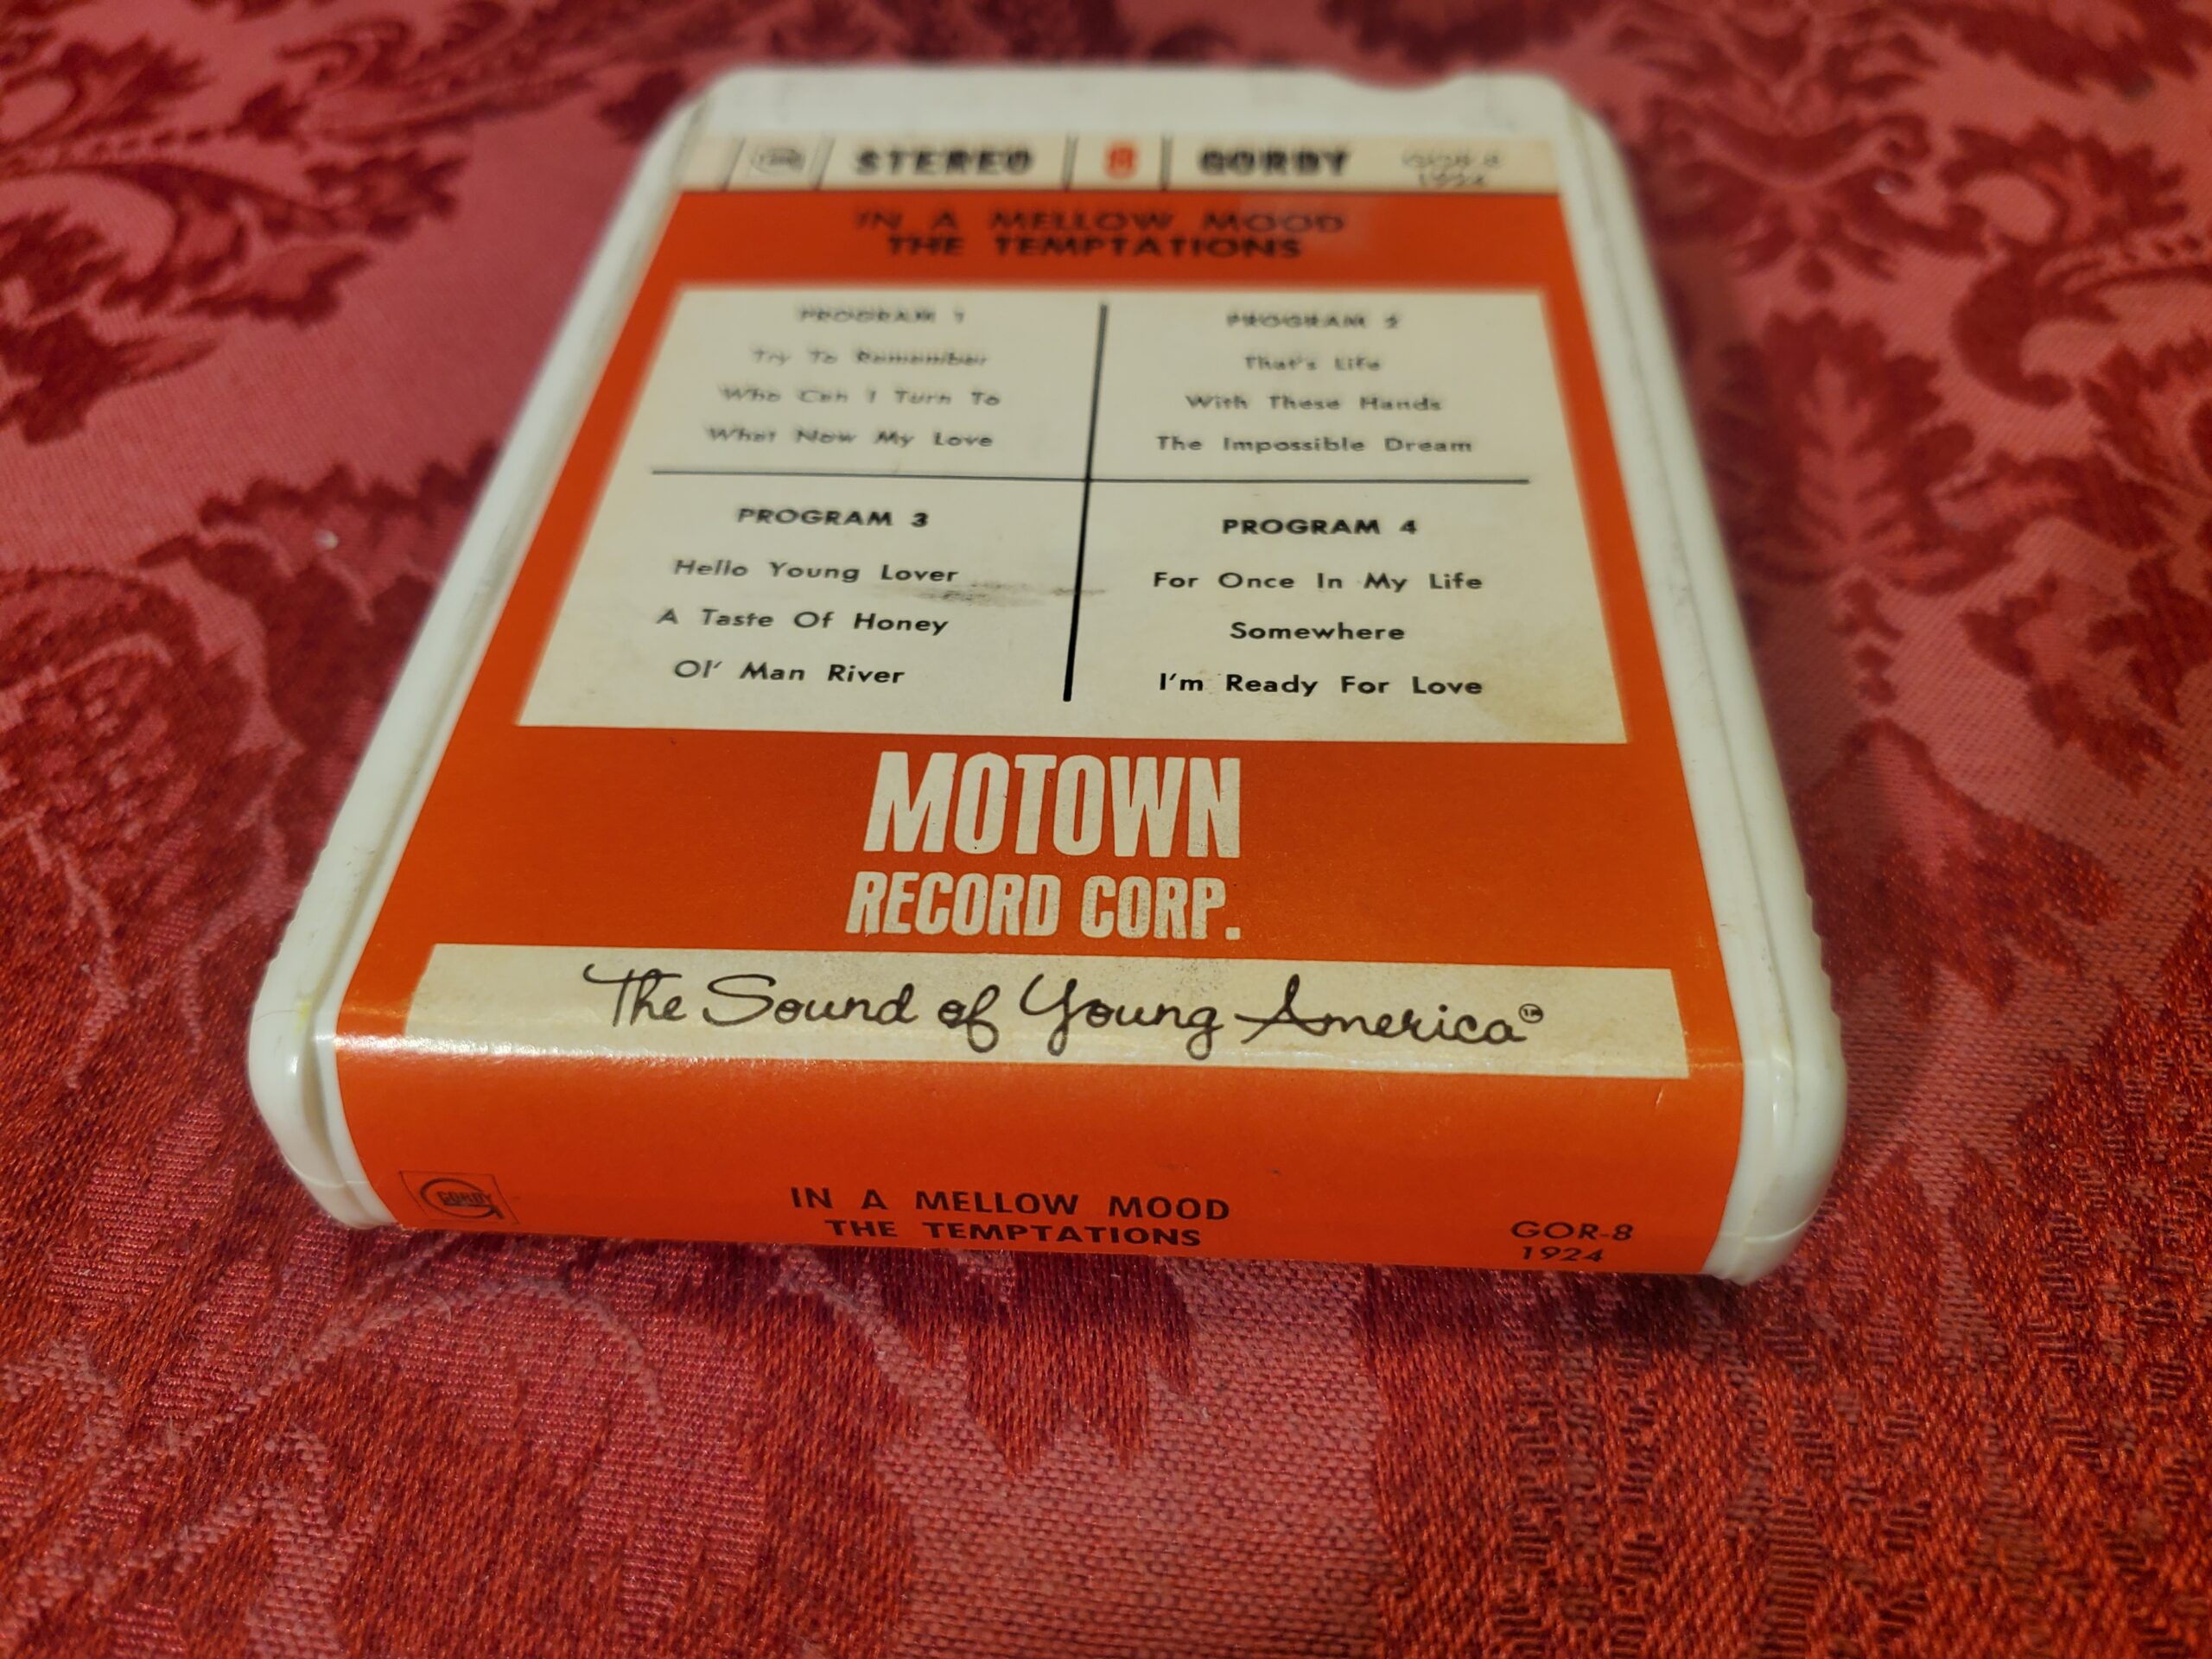 STEREO 8 GORDY GOR-8
1924
IN A MELLOW MOOD
THE TEMPTATIONS
PROGRAM 1
Try To Remember
Who Can I Turn To
What Now My Love
PROGRAM 2
That's Life
With These Hands
The Impossible Dream
PROGRAM 3
Hello Young Lover
A Taste Of Honey
Ol' Man River
PROGRAM 4
For Once In My Life
Somewhere
I'm Ready For Love
MOTOWN
RECORD CORP.
The Sound of Young America
GORDY
IN A MELLOW MOOD
THE TEMPTATIONS
GOR-8
1924